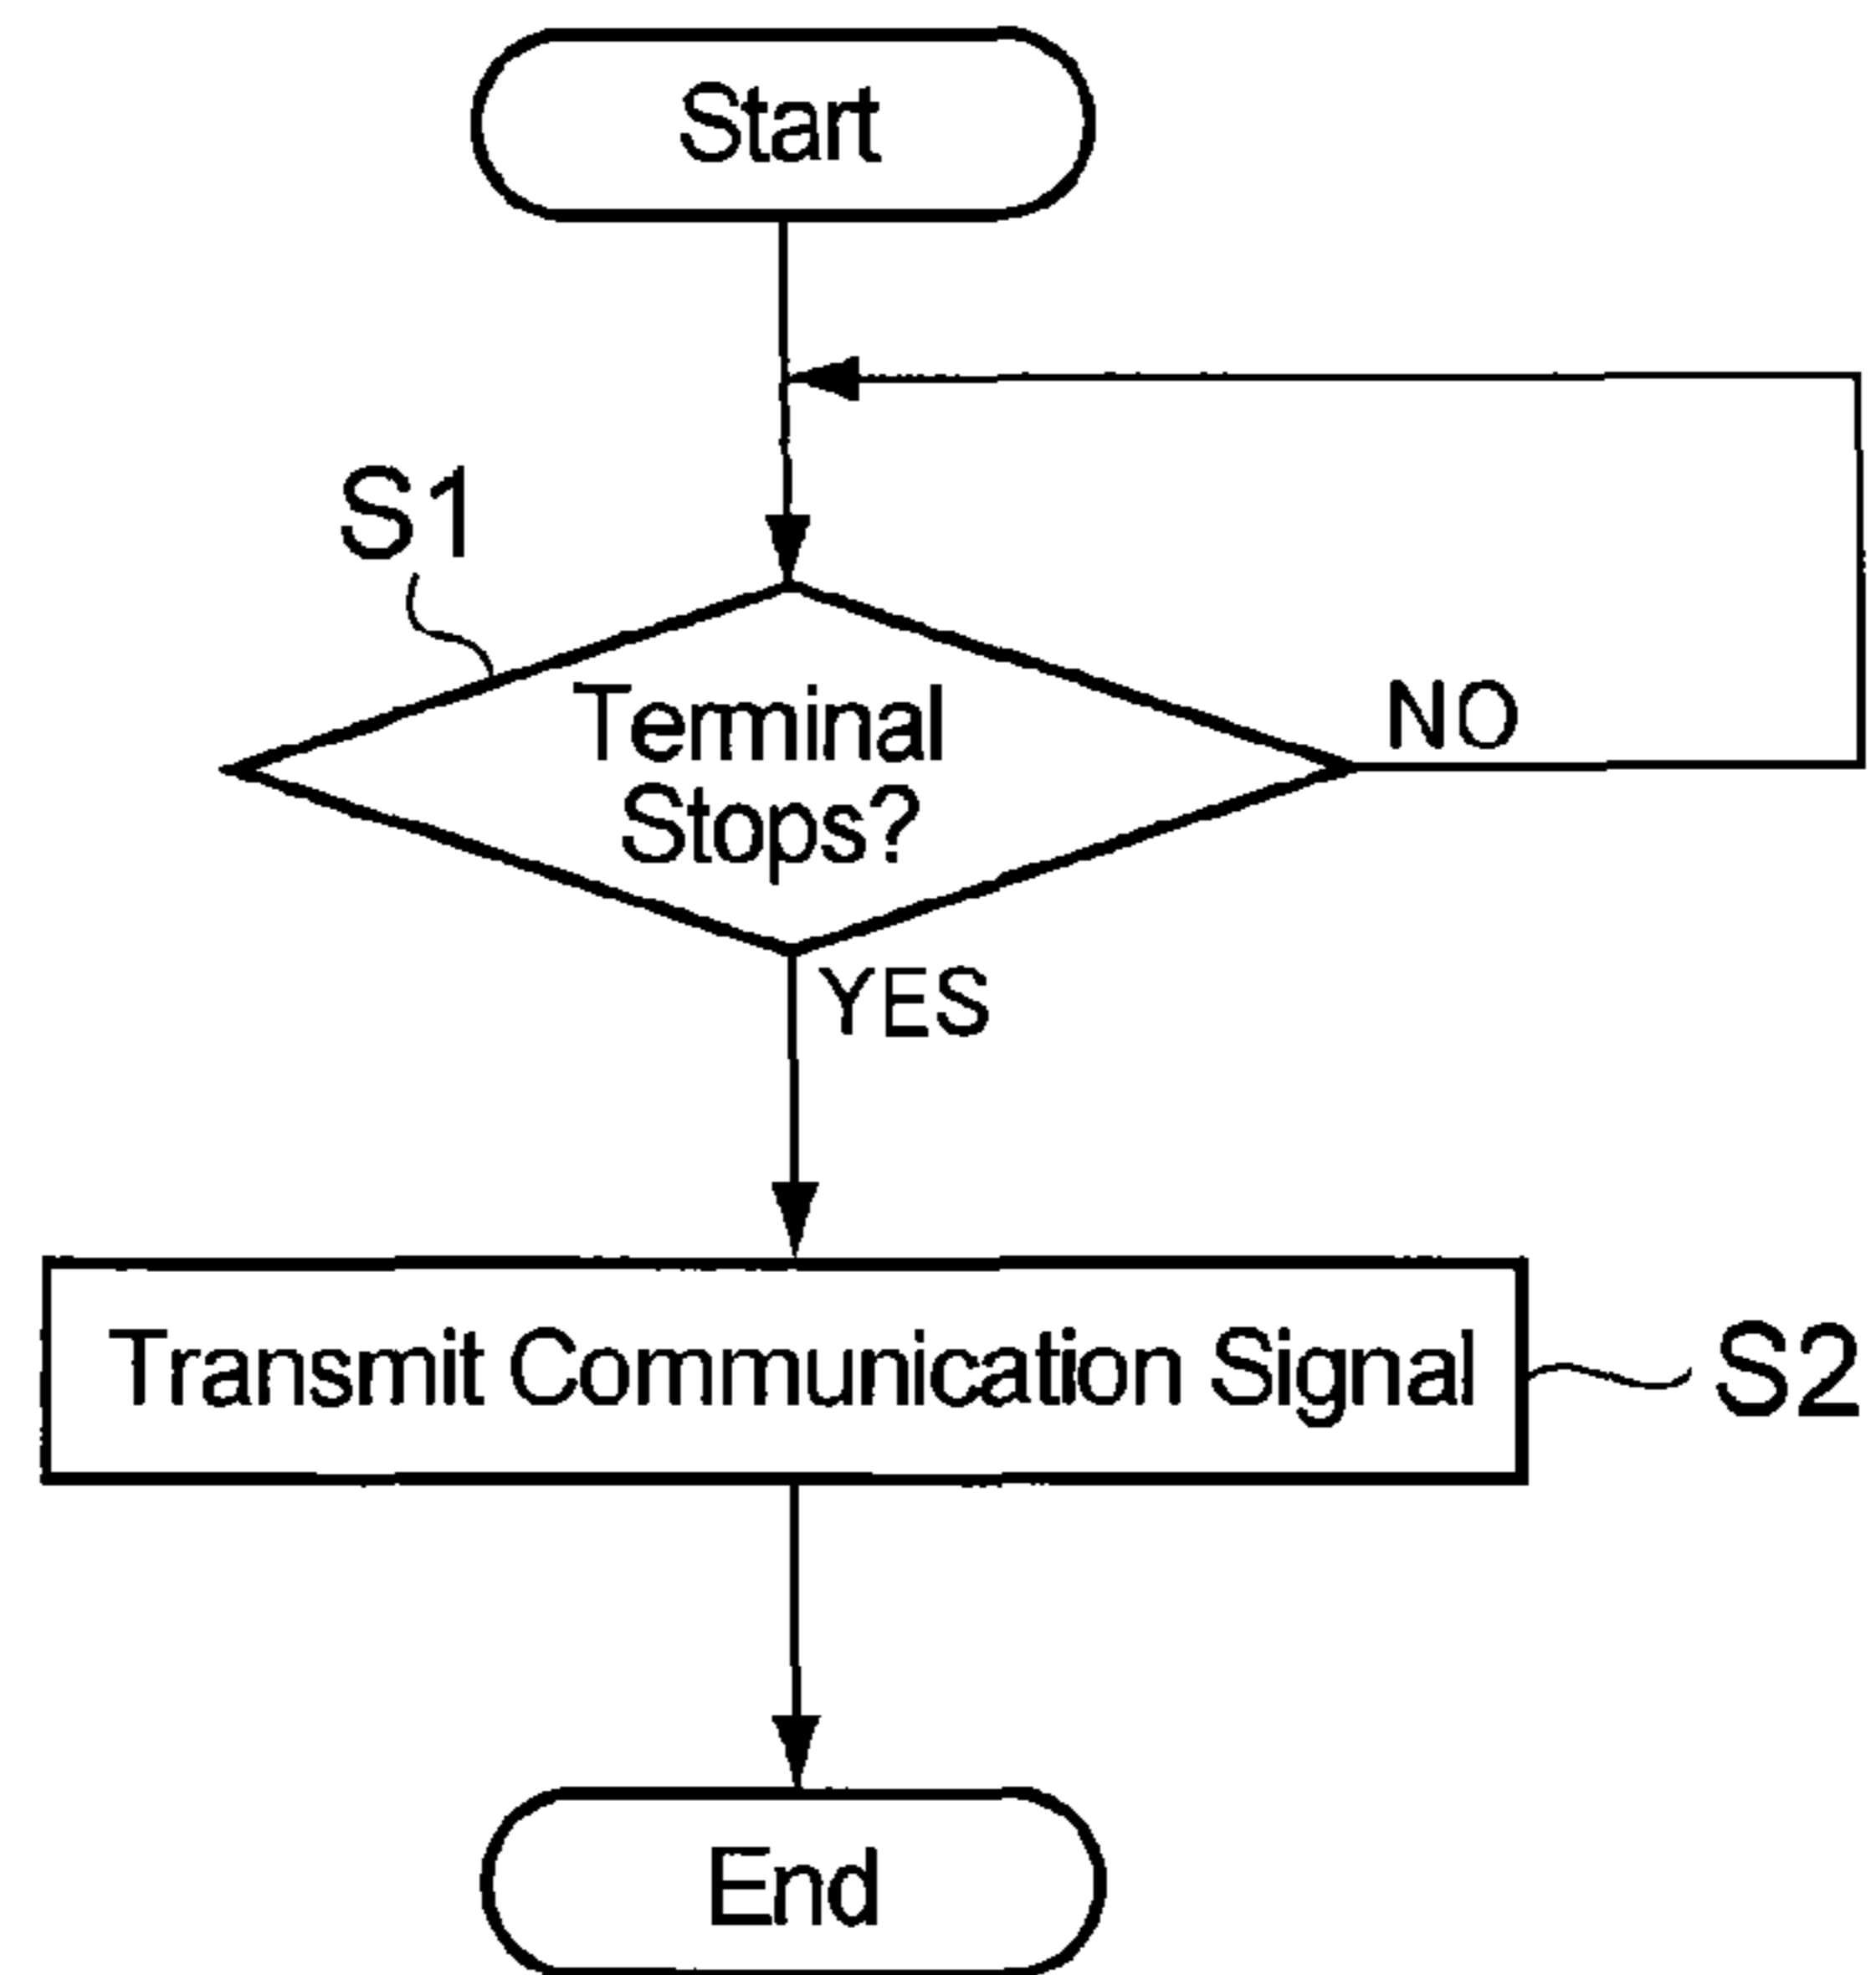 Start
S1
Terminal
Stops?
NO
YES
Transmit Communication Signal
S2
End